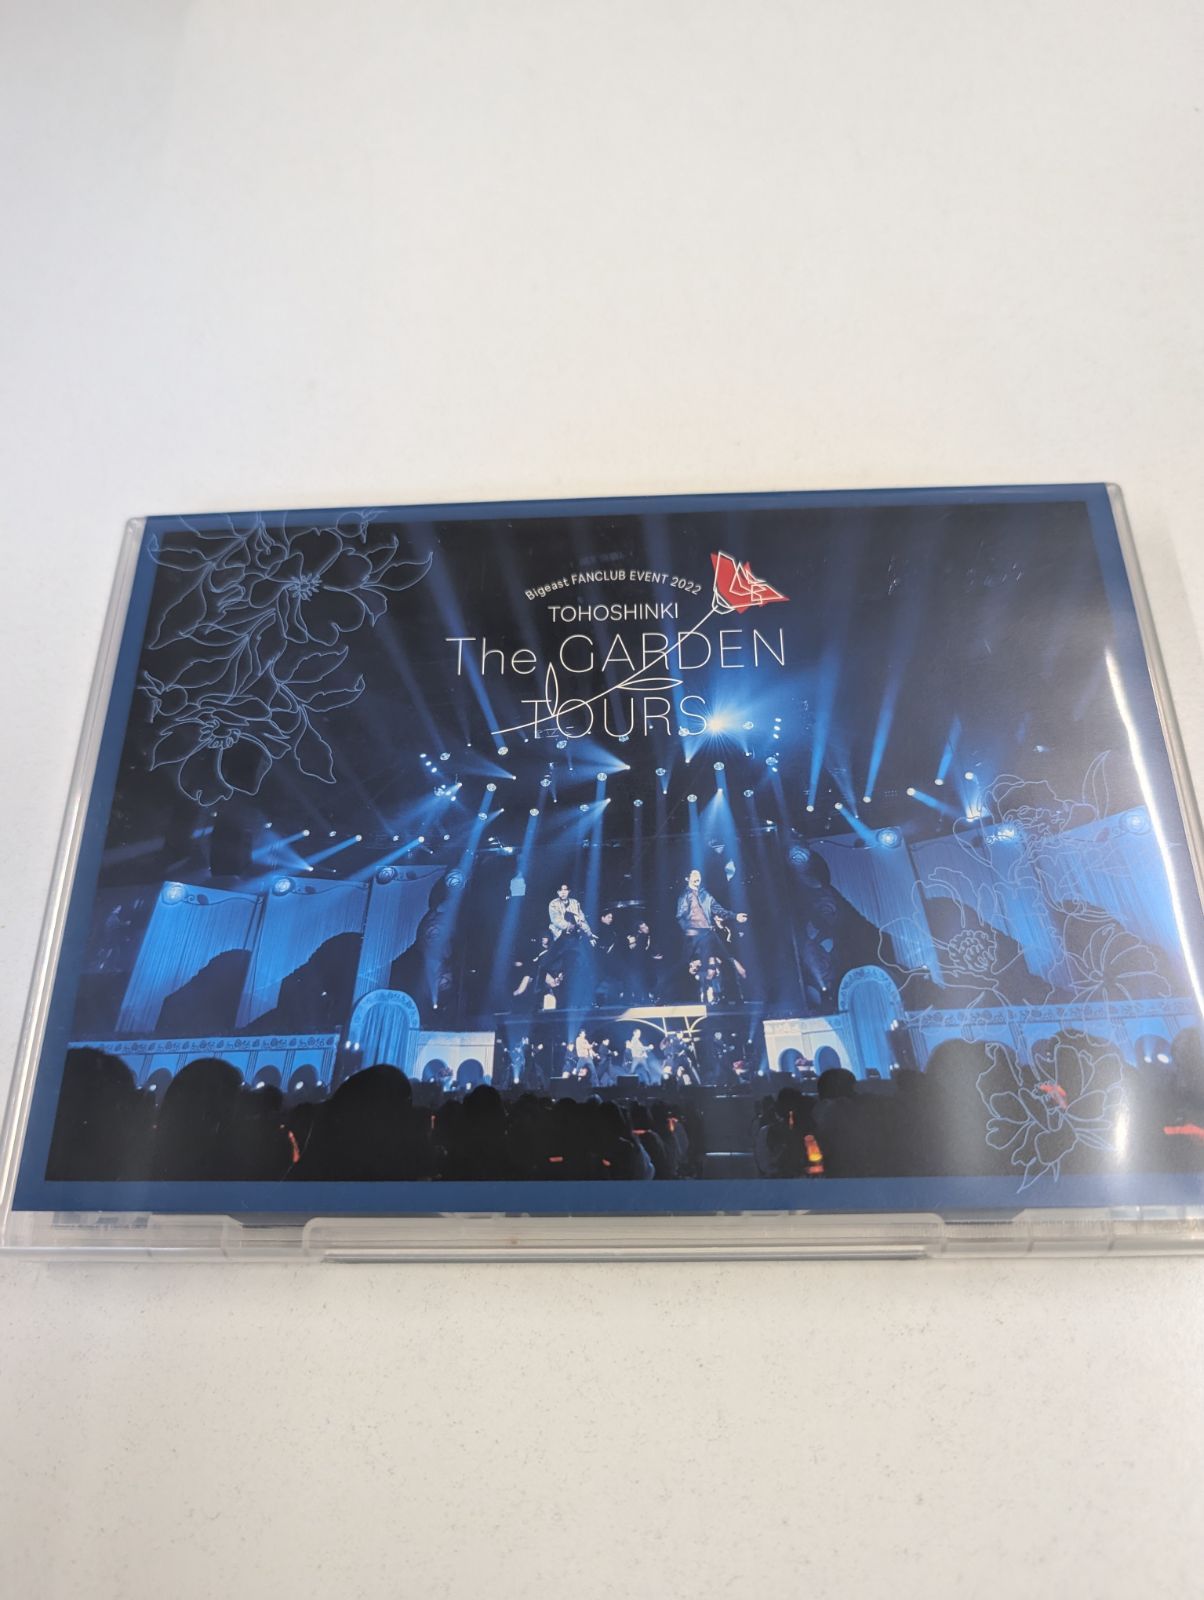 Bigeast FANCLUB EVENT 2022
TOHOSHINKI
The GARDEN
TOURS